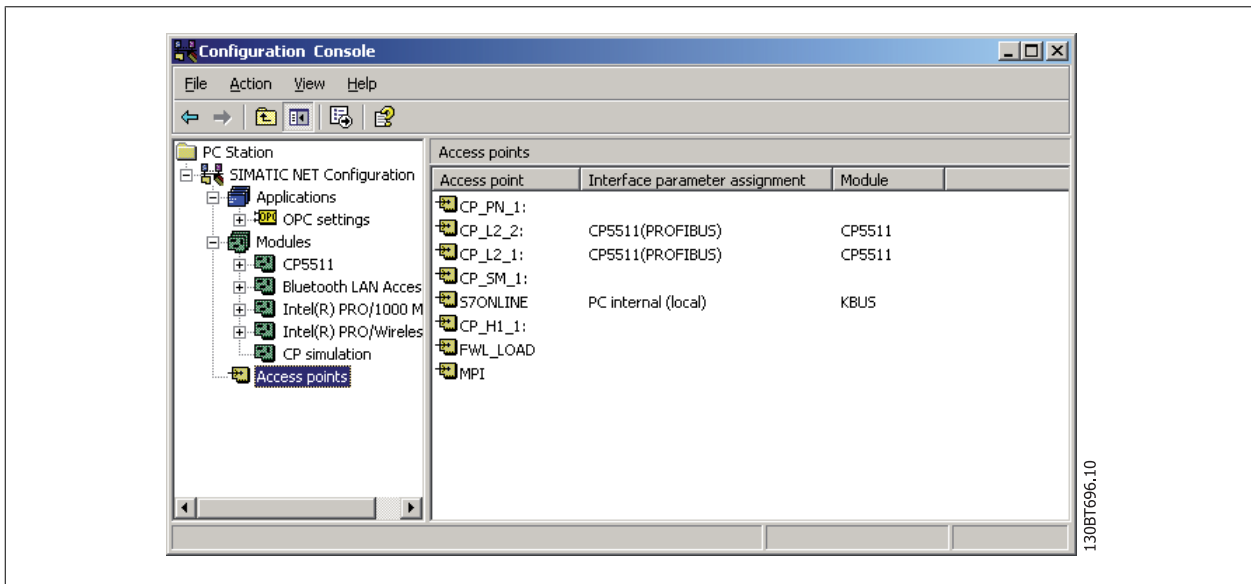 Configuration Console
File Action View Help
PC Station
SIMATIC NET Configuration
Applications
OPC settings
Modules
CP5511
Bluetooth LAN Acces
Intel(R) PRO/1000 M
Intel(R) PRO/Wireles
CP simulation
Access points
Access points
Access point Interface parameter assignment Module
CP_PN_1:
CP_L2_2: CP5511(PROFIBUS) CP5511
CP_L2_1: CP5511(PROFIBUS) CP5511
CP_SM_1:
S7ONLINE PC internal (local) KBUS
CP_H1_1:
FWL_LOAD
MPI
130BT696.10